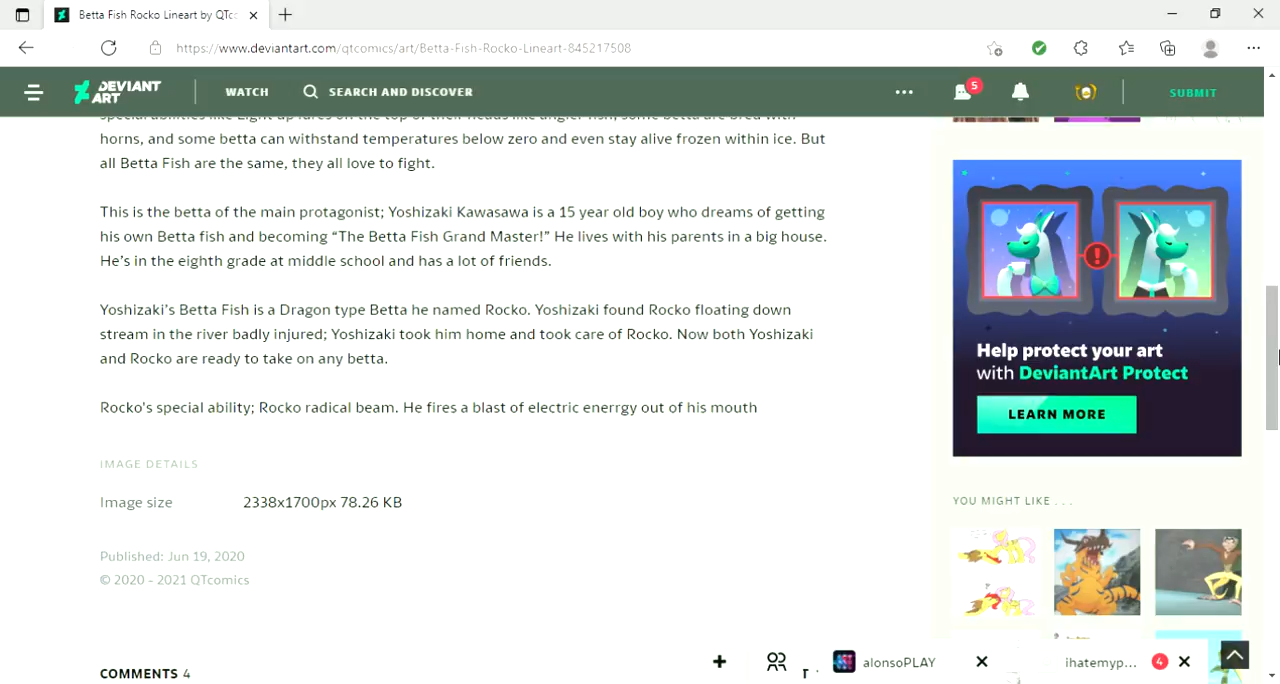 Betta Fish Rocko Lineart by QTc
https://www.deviantart.com/qtcomics/art/Betta-Fish-Rocko-Lineart-845217508
DEVIANT
ART
WATCH
SEARCH AND DISCOVER
5
SUBMIT
horns, and some betta can withstand temperatures below zero and even stay alive frozen within ice. But
all Betta Fish are the same, they all love to fight.
This is the betta of the main protagonist; Yoshizaki Kawasawa is a 15 year old boy who dreams of getting
his own Betta fish and becoming “The Betta Fish Grand Master!” He lives with his parents in a big house.
He’s in the eighth grade at middle school and has a lot of friends.
Yoshizaki’s Betta Fish is a Dragon type Betta he named Rocko. Yoshizaki found Rocko floating down
stream in the river badly injured; Yoshizaki took him home and took care of Rocko. Now both Yoshizaki
and Rocko are ready to take on any betta.
Rocko's special ability; Rocko radical beam. He fires a blast of electric enerrgy out of his mouth
IMAGE DETAILS
Image size 2338x1700px 78.26 KB
Published: Jun 19, 2020
© 2020 - 2021 QTcomics
COMMENTS 4
Help protect your art
with DeviantArt Protect
LEARN MORE
YOU MIGHT LIKE . . .
alonsoPLAY
ihatemyp...
4